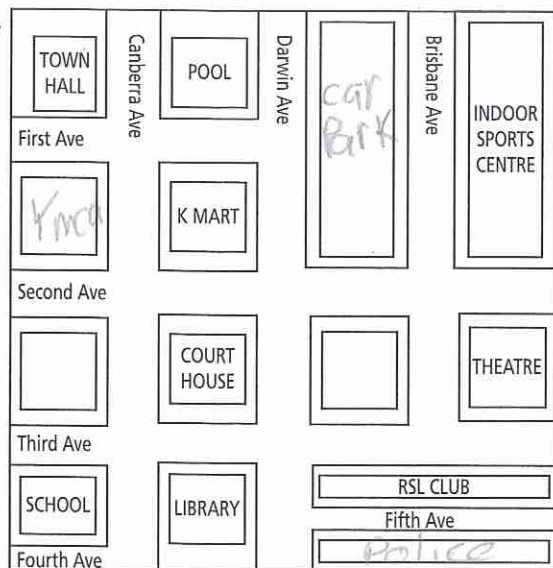 TOWN
HALL
Canberra Ave
POOL
Darwin Ave
car
Park
Brisbane Ave
INDOOR
SPORTS
CENTRE
First Ave
Ymca
K MART
Second Ave
COURT
HOUSE
THEATRE
Third Ave
SCHOOL
LIBRARY
RSL CLUB
Fifth Ave
Police
Fourth Ave